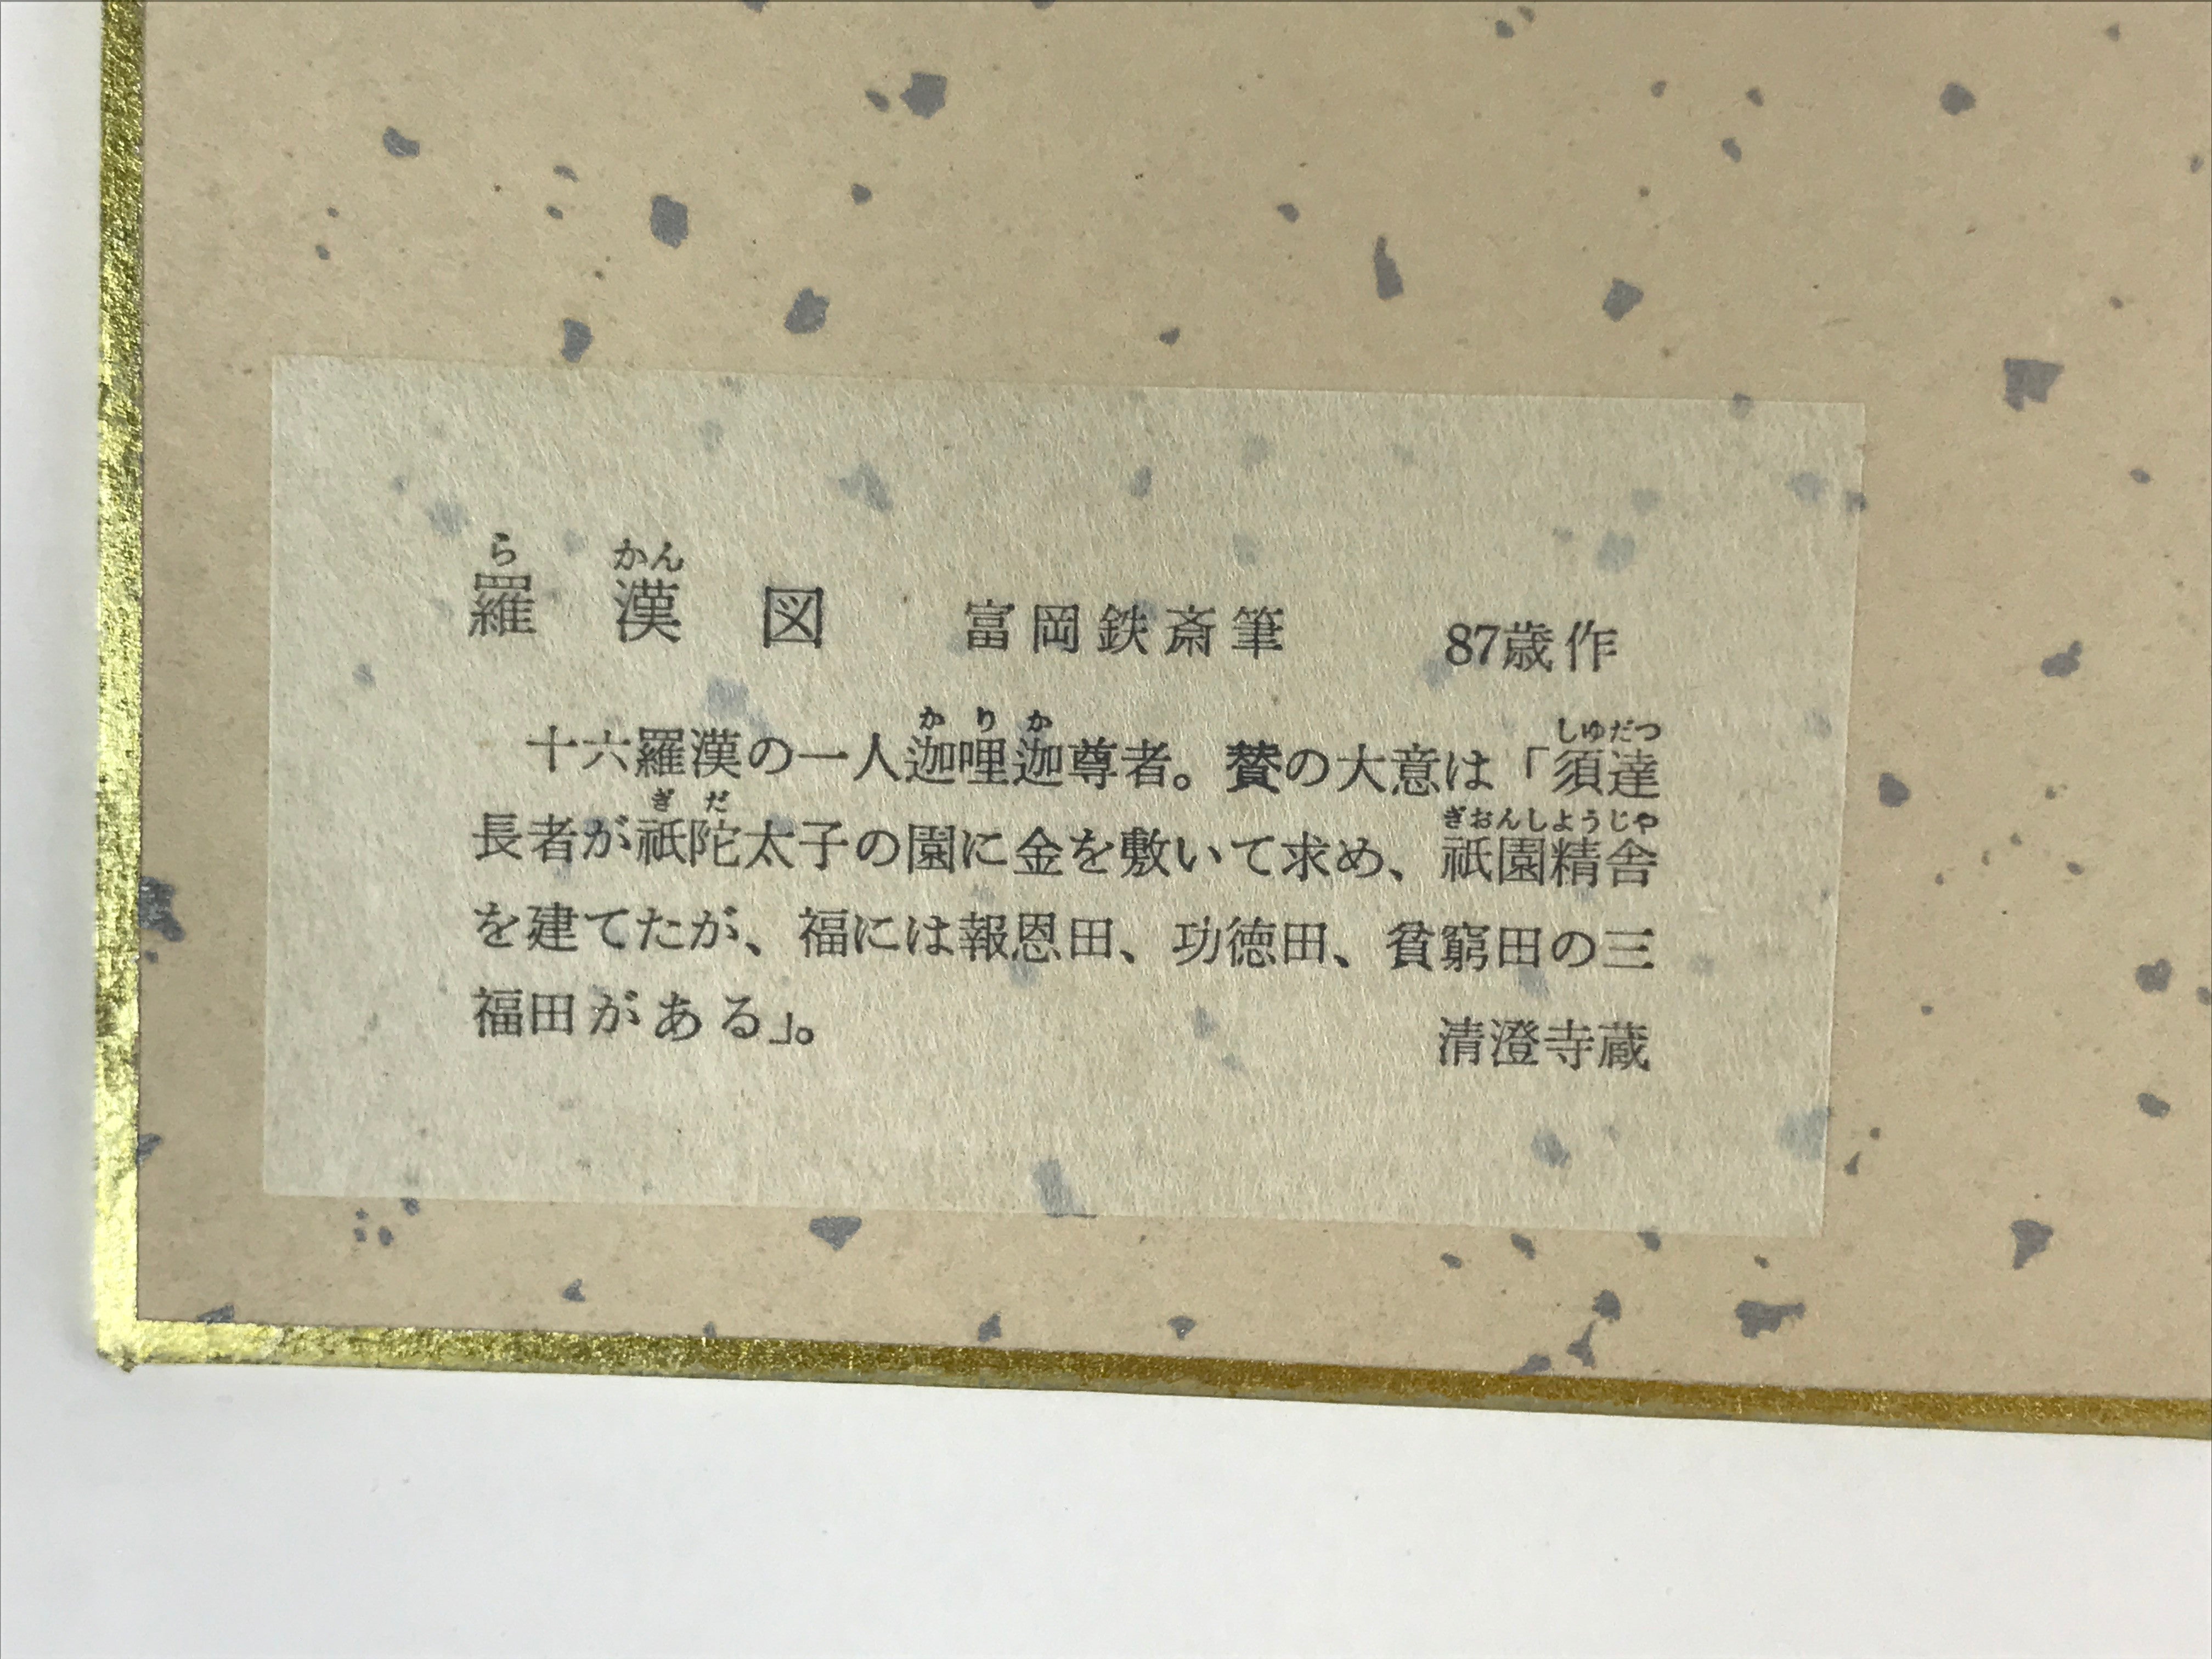 羅漢図 富岡鉄斎筆 87歳作
十六羅漢の一人迦哩迦尊者。賛の大意は「須達
長者が祇陀太子の園に金を敷いて求め、祇園精舎
を建てたが、福には報恩田、功徳田、貧窮田の三
福田がある」。 清澄寺蔵